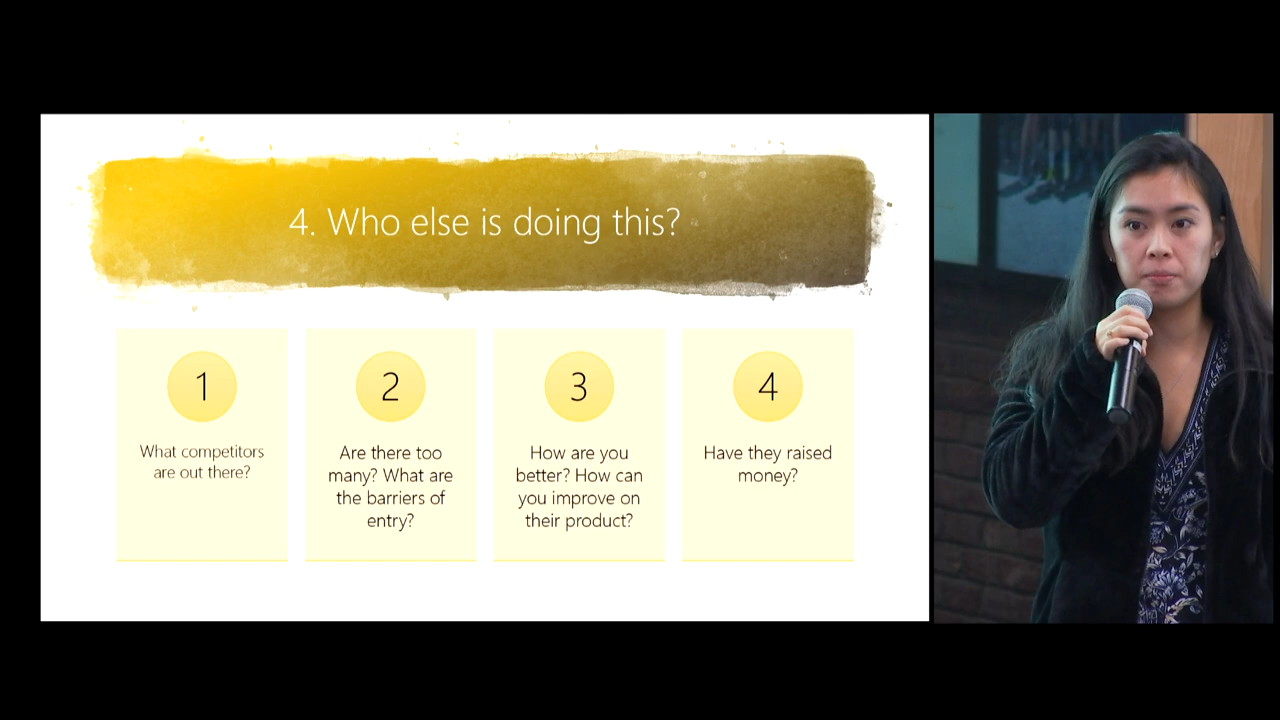 4. Who else is doing this?
1
What competitors
are out there?
2
Are there too
many? What are
the barriers of
entry?
3
How are you
better? How can
you improve on
their product?
4
Have they raised
money?